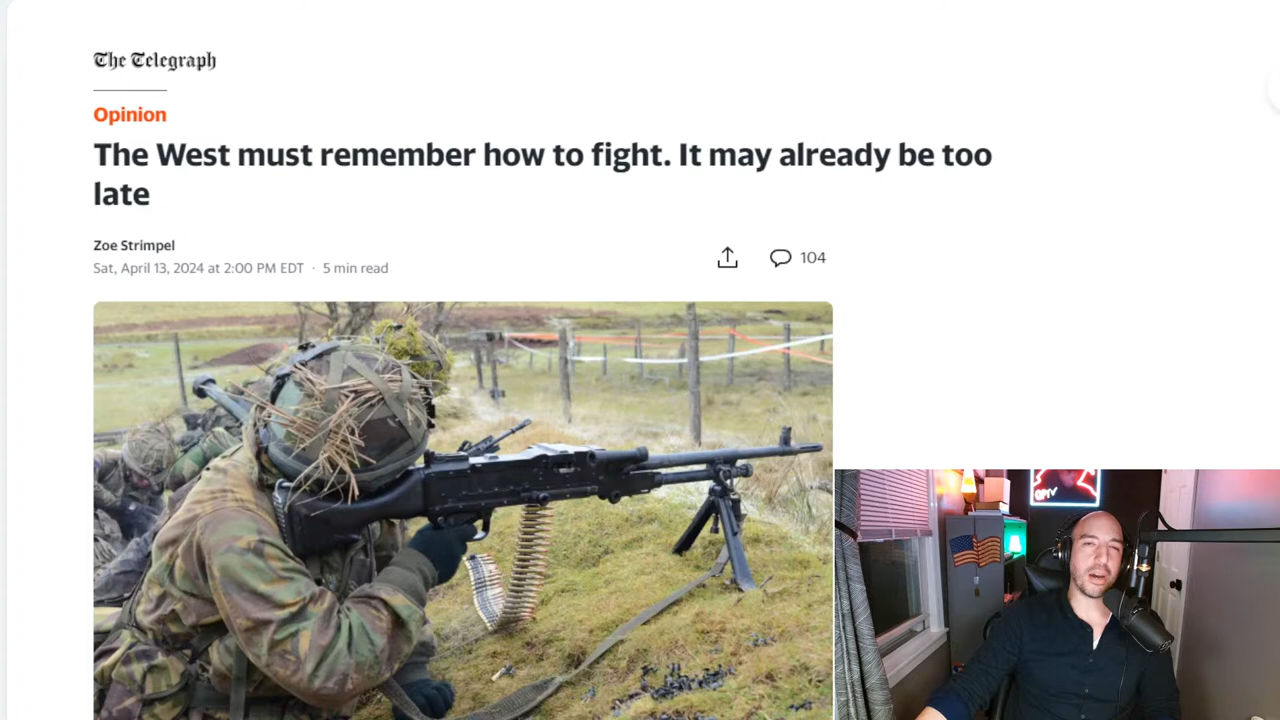 The Telegraph
Opinion
The West must remember how to fight. It may already be too
late
Zoe Strimpel
Sat, April 13, 2024 at 2:00 PM EDT · 5 min read
104